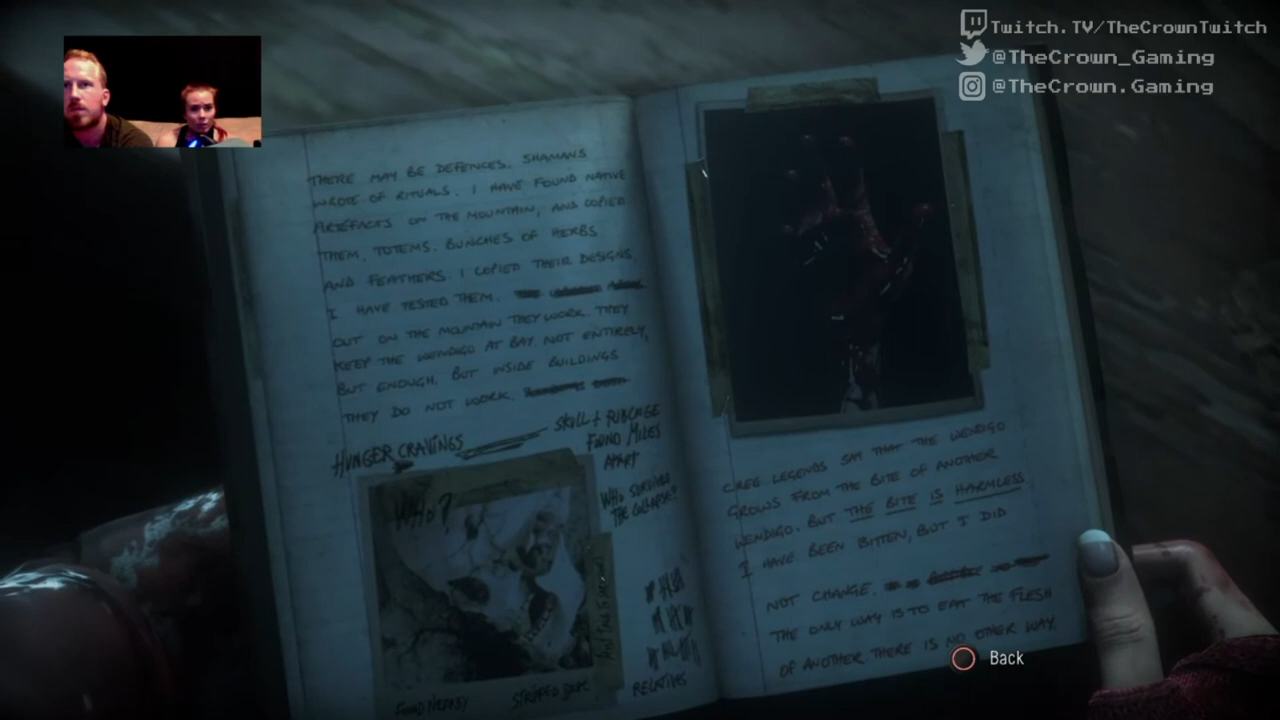 Twitch.TV/TheCrownTwitch
@TheCrown_Gaming
@TheCrown.Gaming
THERE MAY BE DEFENCES. SHAMANS
WROTE OF RITUALS. I HAVE FOUND NATIVE
ARTEFACTS ON THE MOUNTAIN, AND COPIED
THEM, TOTEMS. BUNCHES OF HERBS
AND FEATHERS. I COPIED THEIR DESIGNS,
I HAVE TESTED THEM.
OUT ON THE MOUNTAIN THEY WORK. THEY
KEEP THE WENDIGO AT BAY. NOT ENTIRELY,
BUT ENOUGH. BUT INSIDE BUILDINGS
THEY DO NOT WORK.
HUNGER CRAVINGS
SKULL + RIBCAGE
FOUND MILES
APART
WHO?
WHO SURVIVED
THE COLLAPSE?
RELATIVES
FOUND NEARBY
STRIPED
CREE LEGENDS SAY THAT THE WENDIGO
GROWS FROM THE BITE OF ANOTHER
WENDIGO. BUT THE BITE IS HARMLESS
I HAVE BEEN BITTEN, BUT I DID
NOT CHANGE.
THE ONLY WAY IS TO EAT THE FLESH
OF ANOTHER. THERE IS NO OTHER WAY.
Back